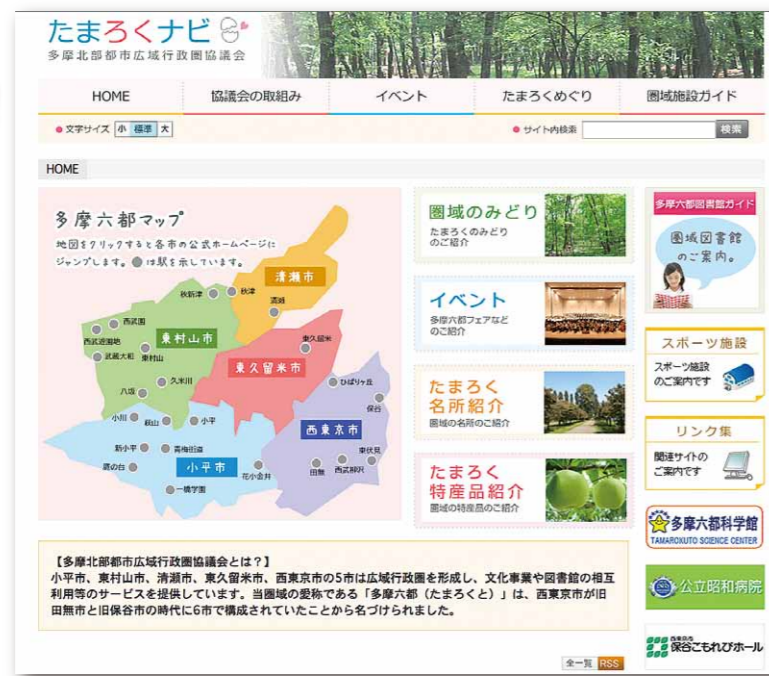 たまろくナビ
多摩北部都市広域行政圏協議会
HOME
協議会の取組み
イベント
たまろくめぐり
圏域施設ガイド
文字サイズ 小 標準 大
サイト内検索 検索
HOME
多摩六都マップ
地図をクリックすると各市の公式ホームページに
ジャンプします。●は駅を示しています。
清瀬市
秋新津
秋津
清瀬
西武園
西武遊園地
東村山市
武蔵大和
東村山
東久留米
東久留米市
久米川
八坂
ひばりヶ丘
保谷
小川
萩山
小平
西東京市
新小平
青梅街道
東伏見
鷹の台
小平市
花小金井
田無
西武柳沢
一橋学園
圏域のみどり
たまろくのみどり
のご紹介
イベント
多摩六都フェアなど
のご紹介
たまろく
名所紹介
圏域の名所のご紹介
たまろく
特産品紹介
圏域の特産品のご紹介
多摩六都図書館ガイド
圏域図書館
のご案内。
スポーツ施設
スポーツ施設
のご案内です
リンク集
関連サイトの
ご案内です
多摩六都科学館
TAMAROKUTO SCIENCE CENTER
公立昭和病院
西東京市
保谷こもれびホール
【多摩北部都市広域行政圏協議会とは？】
小平市、東村山市、清瀬市、東久留米市、西東京市の5市は広域行政圏を形成し、文化事業や図書館の相互
利用等のサービスを提供しています。当圏域の愛称である「多摩六都（たまろくと）」は、西東京市が旧
田無市と旧保谷市の時代に6市で構成されていたことから名づけられました。
全一覧 RSS